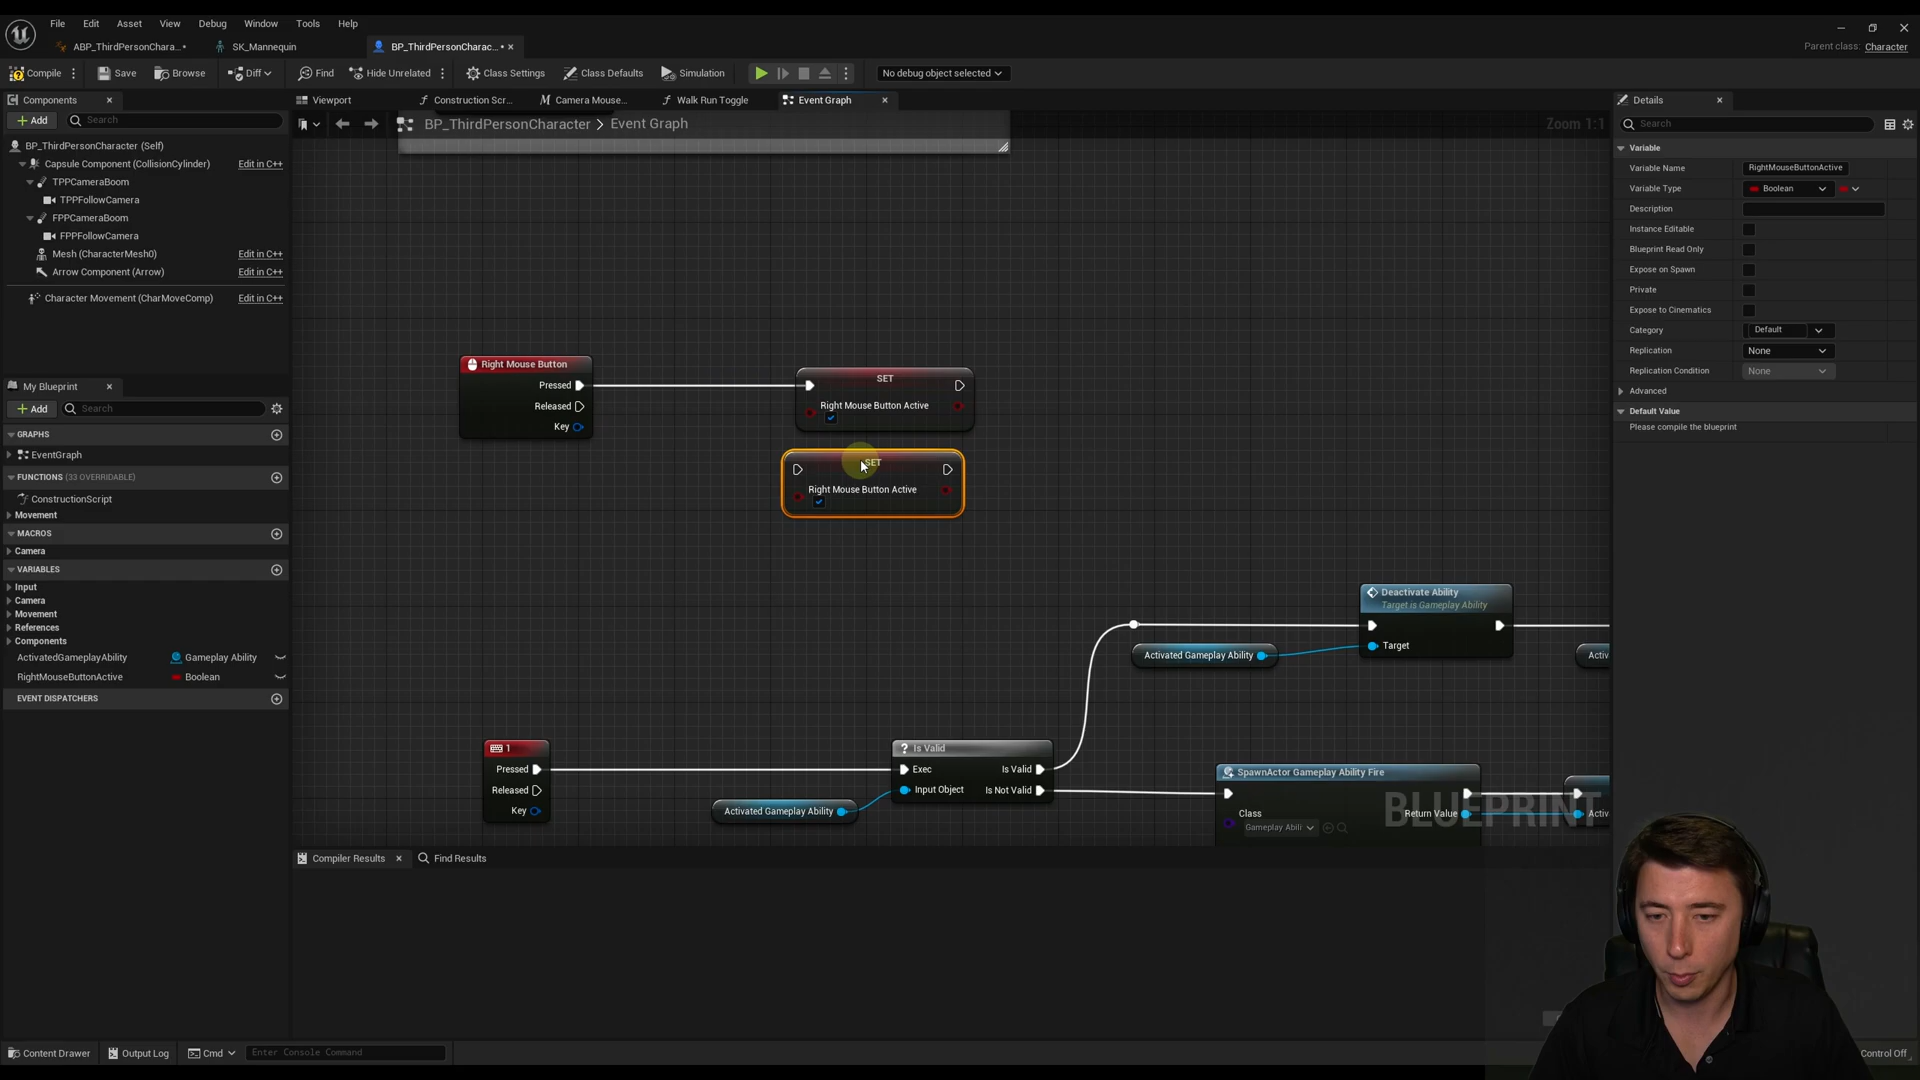 File Edit Asset View Debug Window Tools Help
ABP_ThirdPersonChara...
SK_Mannequin
BP_ThirdPersonCharac...
Parent class: Character
Compile
Save
Browse
Diff
Find
Hide Unrelated
Class Settings
Class Defaults
Simulation
No debug object selected
Components
Add
Search
BP_ThirdPersonCharacter (Self)
Capsule Component (CollisionCylinder) Edit in C++
TPPCameraBoom
TPPFollowCamera
FPPCameraBoom
FPPFollowCamera
Mesh (CharacterMesh0) Edit in C++
Arrow Component (Arrow) Edit in C++
Character Movement (CharMoveComp) Edit in C++
My Blueprint
Add
Search
GRAPHS
EventGraph
FUNCTIONS (33 OVERRIDABLE)
ConstructionScript
Movement
MACROS
Camera
VARIABLES
Input
Camera
Movement
References
Components
ActivatedGameplayAbility Gameplay Ability
RightMouseButtonActive Boolean
EVENT DISPATCHERS
Viewport
Construction Scr...
Camera Mouse...
Walk Run Toggle
Event Graph
BP_ThirdPersonCharacter > Event Graph
Zoom 1:1
Right Mouse Button
Pressed
Released
Key
SET
Right Mouse Button Active
SET
Right Mouse Button Active
Deactivate Ability
Target is Gameplay Ability
Target
Activated Gameplay Ability
Activ
1
Pressed
Released
Key
Is Valid
Exec Is Valid
Input Object Is Not Valid
Activated Gameplay Ability
SpawnActor Gameplay Ability Fire
Class Return Value
Gameplay Abili
Activ
BLUEPRINT
Compiler Results
Find Results
Details
Search
Variable
Variable Name RightMouseButtonActive
Variable Type Boolean
Description
Instance Editable
Blueprint Read Only
Expose on Spawn
Private
Expose to Cinematics
Category Default
Replication None
Replication Condition None
Advanced
Default Value
Please compile the blueprint
Content Drawer
Output Log
Cmd
Enter Console Command
Control Off